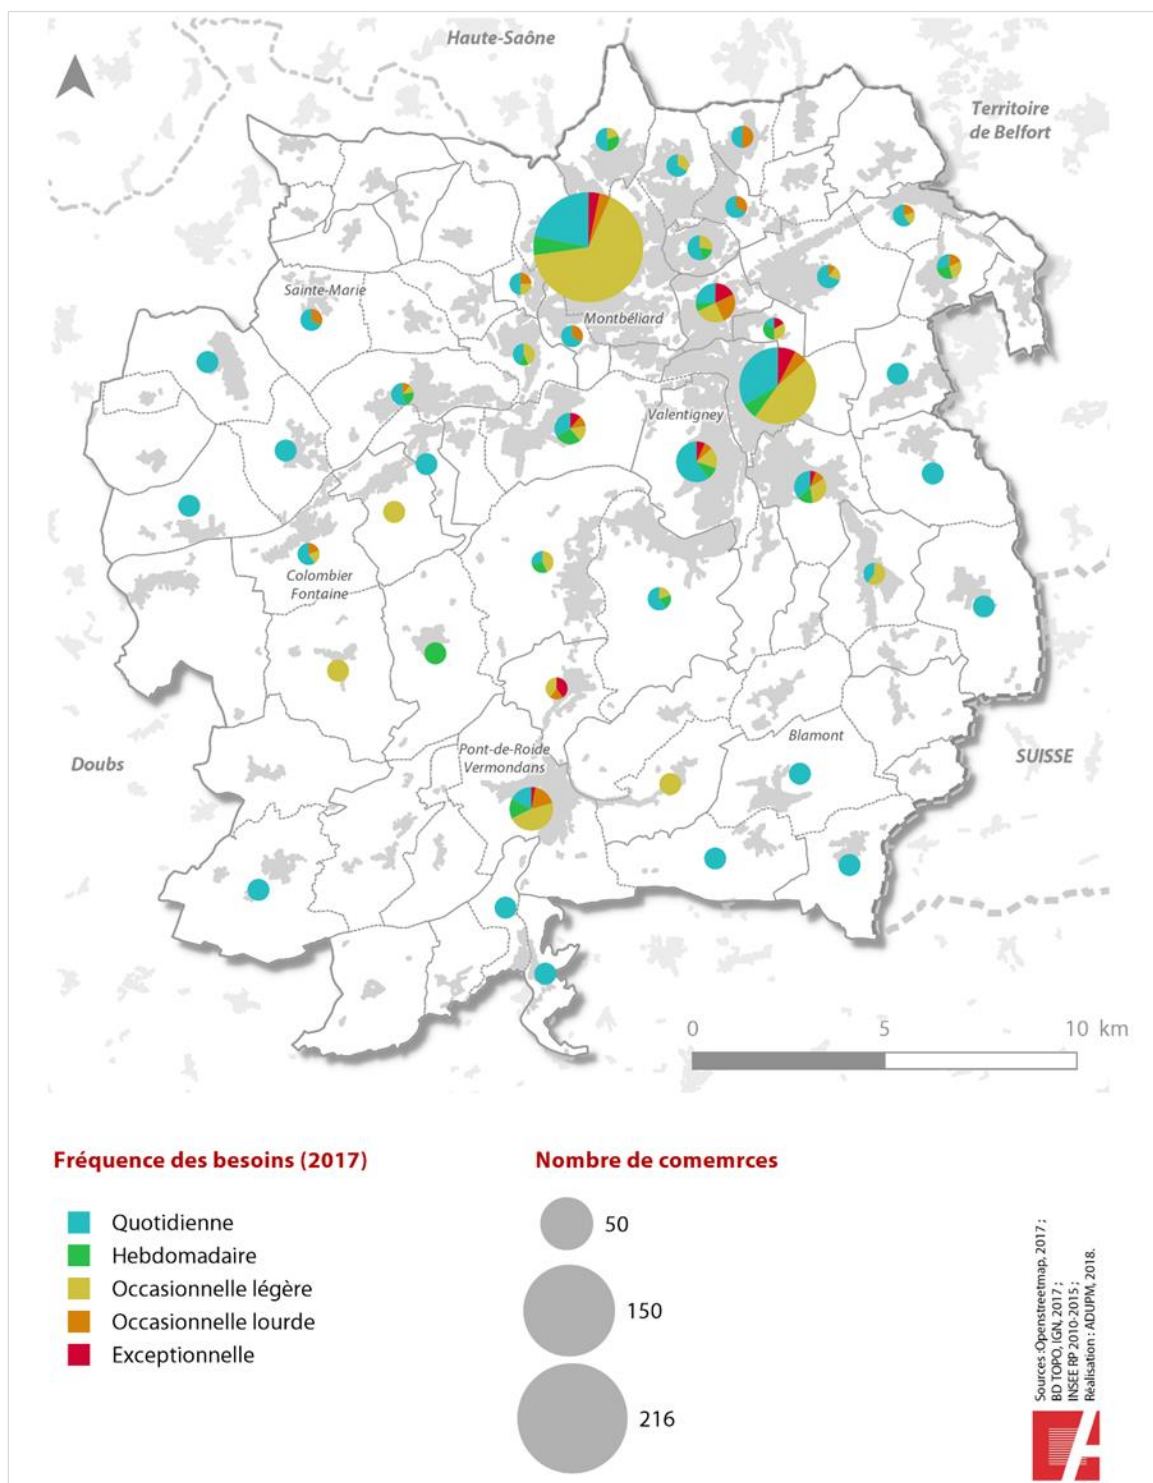 Haute-Saône
Territoire
de Belfort
Sainte-Marie
Montbéliard
Valentigney
Colombier
Fontaine
Pont-de-Roide
Vermondans
Blamont
Doubs
SUISSE
0 5 10 km
Fréquence des besoins (2017)
Quotidienne
Hebdomadaire
Occasionnelle légère
Occasionnelle lourde
Exceptionnelle
Nombre de comemrces
50
150
216
Sources :Openstreetmap, 2017 ;
BD TOPO, IGN, 2017 ;
INSEE RP 2010-2015 ;
Réalisation : ADUPM, 2018.